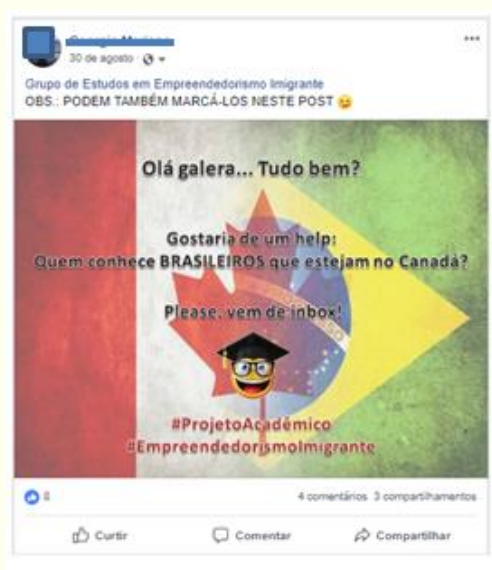 30 de agosto
Grupo de Estudos em Empreendedorismo Imigrante
OBS.: PODEM TAMBÉM MARCÁ-LOS NESTE POST
Olá galera... Tudo bem?
Gostaria de um help:
Quem conhece BRASILEIROS que estejam no Canadá?
Please, vem de inbox!
#ProjetoAcadêmico
#EmpreendedorismoImigrante
8
4 comentários 3 compartilhamentos
Curtir Comentar Compartilhar